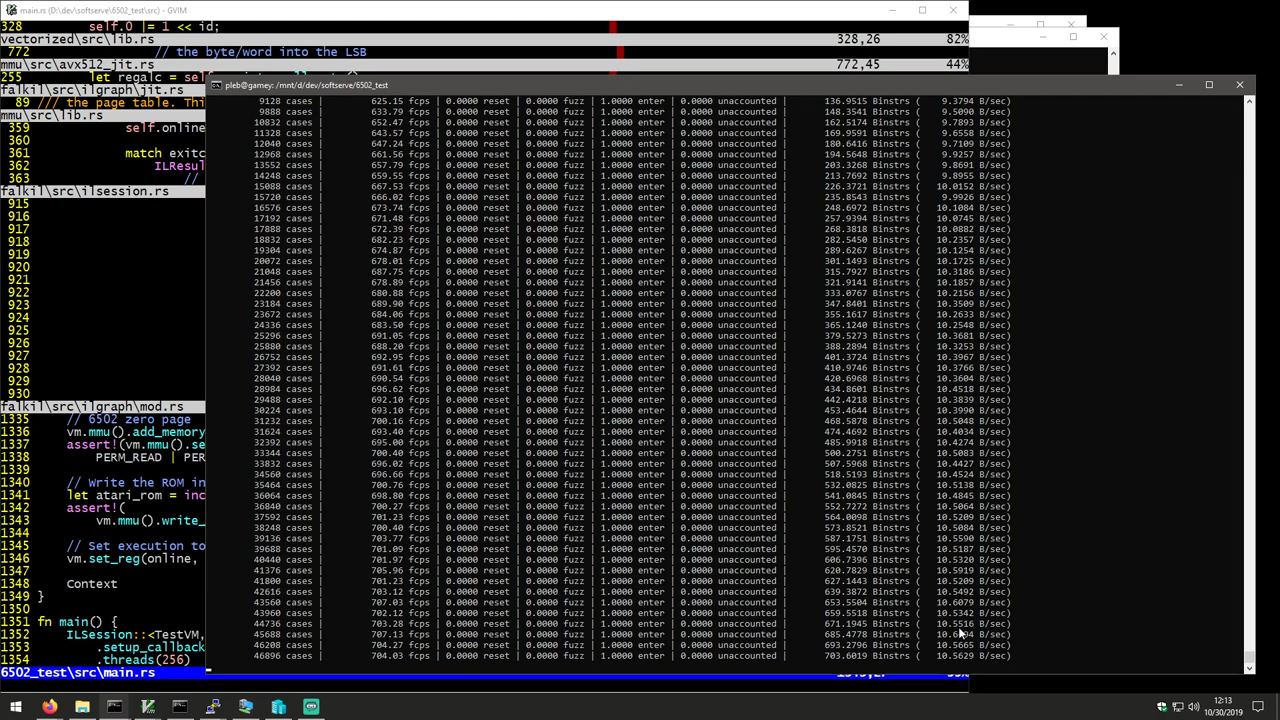 main.rs (D:\dev\softserve\6502_test\src) - GVIM
328        self.0 |= 1 << id;
vectorized\src\lib.rs 328,26 82%
772        // the byte/word into the LSB
mmu\src\avx512_jit.rs 772,45 44%
255        let regalc =
falkil\src\ilgraph\jit.rs
89 /// the page table. Thi
mmu\src\lib.rs
359            self.online
360
361            match exitc
362                ILResul
363                    //
falkil\src\ilsession.rs
915
916
917
918
919
920
921
922
923
924
925
926
927
928
929
930
falkil\src\ilgraph\mod.rs
1335    // 6502 zero page
1336    vm.mmu().add_memory
1337    assert!(vm.mmu().se
1338        PERM_READ | PER
1339
1340    // Write the ROM in
1341    let atari_rom = inc
1342    assert!(
1343        vm.mmu().write_
1344
1345    // Set execution to
1346    vm.set_reg(online,
1347
1348    Context
1349 }
1350
1351 fn main() {
1352    ILSession::<TestVM,
1353        .setup_callback
1354        .threads(256)
6502_test\src\main.rs
pleb@gamey: /mnt/d/dev/softserve/6502_test
9128 cases | 625.15 fcps | 0.0000 reset | 0.0000 fuzz | 1.0000 enter | 0.0000 unaccounted | 136.9515 Binstrs ( 9.3794 B/sec)
9888 cases | 633.79 fcps | 0.0000 reset | 0.0000 fuzz | 1.0000 enter | 0.0000 unaccounted | 148.3541 Binstrs ( 9.5090 B/sec)
10832 cases | 652.47 fcps | 0.0000 reset | 0.0000 fuzz | 1.0000 enter | 0.0000 unaccounted | 162.5174 Binstrs ( 9.7893 B/sec)
11328 cases | 643.57 fcps | 0.0000 reset | 0.0000 fuzz | 1.0000 enter | 0.0000 unaccounted | 169.9591 Binstrs ( 9.6558 B/sec)
12040 cases | 647.24 fcps | 0.0000 reset | 0.0000 fuzz | 1.0000 enter | 0.0000 unaccounted | 180.6416 Binstrs ( 9.7109 B/sec)
12968 cases | 661.56 fcps | 0.0000 reset | 0.0000 fuzz | 1.0000 enter | 0.0000 unaccounted | 194.5648 Binstrs ( 9.9257 B/sec)
13552 cases | 657.79 fcps | 0.0000 reset | 0.0000 fuzz | 1.0000 enter | 0.0000 unaccounted | 203.3268 Binstrs ( 9.8691 B/sec)
14248 cases | 659.55 fcps | 0.0000 reset | 0.0000 fuzz | 1.0000 enter | 0.0000 unaccounted | 213.7692 Binstrs ( 9.8955 B/sec)
15088 cases | 667.53 fcps | 0.0000 reset | 0.0000 fuzz | 1.0000 enter | 0.0000 unaccounted | 226.3721 Binstrs ( 10.0152 B/sec)
15720 cases | 666.02 fcps | 0.0000 reset | 0.0000 fuzz | 1.0000 enter | 0.0000 unaccounted | 235.8543 Binstrs ( 9.9926 B/sec)
16576 cases | 673.74 fcps | 0.0000 reset | 0.0000 fuzz | 1.0000 enter | 0.0000 unaccounted | 248.6972 Binstrs ( 10.1084 B/sec)
17192 cases | 671.48 fcps | 0.0000 reset | 0.0000 fuzz | 1.0000 enter | 0.0000 unaccounted | 257.9394 Binstrs ( 10.0745 B/sec)
17888 cases | 672.39 fcps | 0.0000 reset | 0.0000 fuzz | 1.0000 enter | 0.0000 unaccounted | 268.3818 Binstrs ( 10.0882 B/sec)
18832 cases | 682.23 fcps | 0.0000 reset | 0.0000 fuzz | 1.0000 enter | 0.0000 unaccounted | 282.5450 Binstrs ( 10.2357 B/sec)
19304 cases | 674.87 fcps | 0.0000 reset | 0.0000 fuzz | 1.0000 enter | 0.0000 unaccounted | 289.6267 Binstrs ( 10.1254 B/sec)
20072 cases | 678.01 fcps | 0.0000 reset | 0.0000 fuzz | 1.0000 enter | 0.0000 unaccounted | 301.1493 Binstrs ( 10.1725 B/sec)
21048 cases | 687.75 fcps | 0.0000 reset | 0.0000 fuzz | 1.0000 enter | 0.0000 unaccounted | 315.7927 Binstrs ( 10.3186 B/sec)
21456 cases | 678.89 fcps | 0.0000 reset | 0.0000 fuzz | 1.0000 enter | 0.0000 unaccounted | 321.9141 Binstrs ( 10.1857 B/sec)
22200 cases | 680.88 fcps | 0.0000 reset | 0.0000 fuzz | 1.0000 enter | 0.0000 unaccounted | 333.0767 Binstrs ( 10.2156 B/sec)
23184 cases | 689.90 fcps | 0.0000 reset | 0.0000 fuzz | 1.0000 enter | 0.0000 unaccounted | 347.8401 Binstrs ( 10.3509 B/sec)
23672 cases | 684.06 fcps | 0.0000 reset | 0.0000 fuzz | 1.0000 enter | 0.0000 unaccounted | 355.1617 Binstrs ( 10.2633 B/sec)
24336 cases | 683.50 fcps | 0.0000 reset | 0.0000 fuzz | 1.0000 enter | 0.0000 unaccounted | 365.1240 Binstrs ( 10.2548 B/sec)
25296 cases | 691.05 fcps | 0.0000 reset | 0.0000 fuzz | 1.0000 enter | 0.0000 unaccounted | 379.5273 Binstrs ( 10.3681 B/sec)
25880 cases | 688.20 fcps | 0.0000 reset | 0.0000 fuzz | 1.0000 enter | 0.0000 unaccounted | 388.2894 Binstrs ( 10.3253 B/sec)
26752 cases | 692.95 fcps | 0.0000 reset | 0.0000 fuzz | 1.0000 enter | 0.0000 unaccounted | 401.3724 Binstrs ( 10.3967 B/sec)
27392 cases | 691.61 fcps | 0.0000 reset | 0.0000 fuzz | 1.0000 enter | 0.0000 unaccounted | 410.9746 Binstrs ( 10.3766 B/sec)
28040 cases | 690.54 fcps | 0.0000 reset | 0.0000 fuzz | 1.0000 enter | 0.0000 unaccounted | 420.6968 Binstrs ( 10.3604 B/sec)
28984 cases | 696.62 fcps | 0.0000 reset | 0.0000 fuzz | 1.0000 enter | 0.0000 unaccounted | 434.8601 Binstrs ( 10.4518 B/sec)
29488 cases | 692.10 fcps | 0.0000 reset | 0.0000 fuzz | 1.0000 enter | 0.0000 unaccounted | 442.4218 Binstrs ( 10.3839 B/sec)
30224 cases | 693.10 fcps | 0.0000 reset | 0.0000 fuzz | 1.0000 enter | 0.0000 unaccounted | 453.4644 Binstrs ( 10.3990 B/sec)
31232 cases | 700.16 fcps | 0.0000 reset | 0.0000 fuzz | 1.0000 enter | 0.0000 unaccounted | 468.5878 Binstrs ( 10.5048 B/sec)
31624 cases | 693.40 fcps | 0.0000 reset | 0.0000 fuzz | 1.0000 enter | 0.0000 unaccounted | 474.4692 Binstrs ( 10.4034 B/sec)
32392 cases | 695.00 fcps | 0.0000 reset | 0.0000 fuzz | 1.0000 enter | 0.0000 unaccounted | 485.9918 Binstrs ( 10.4274 B/sec)
33344 cases | 700.40 fcps | 0.0000 reset | 0.0000 fuzz | 1.0000 enter | 0.0000 unaccounted | 500.2751 Binstrs ( 10.5083 B/sec)
33832 cases | 696.02 fcps | 0.0000 reset | 0.0000 fuzz | 1.0000 enter | 0.0000 unaccounted | 507.5968 Binstrs ( 10.4427 B/sec)
34560 cases | 696.66 fcps | 0.0000 reset | 0.0000 fuzz | 1.0000 enter | 0.0000 unaccounted | 518.5193 Binstrs ( 10.4524 B/sec)
35464 cases | 700.76 fcps | 0.0000 reset | 0.0000 fuzz | 1.0000 enter | 0.0000 unaccounted | 532.0825 Binstrs ( 10.5138 B/sec)
36064 cases | 698.80 fcps | 0.0000 reset | 0.0000 fuzz | 1.0000 enter | 0.0000 unaccounted | 541.0845 Binstrs ( 10.4845 B/sec)
36840 cases | 700.27 fcps | 0.0000 reset | 0.0000 fuzz | 1.0000 enter | 0.0000 unaccounted | 552.7272 Binstrs ( 10.5064 B/sec)
37592 cases | 701.23 fcps | 0.0000 reset | 0.0000 fuzz | 1.0000 enter | 0.0000 unaccounted | 564.0098 Binstrs ( 10.5209 B/sec)
38248 cases | 700.40 fcps | 0.0000 reset | 0.0000 fuzz | 1.0000 enter | 0.0000 unaccounted | 573.8521 Binstrs ( 10.5084 B/sec)
39136 cases | 703.77 fcps | 0.0000 reset | 0.0000 fuzz | 1.0000 enter | 0.0000 unaccounted | 587.1751 Binstrs ( 10.5590 B/sec)
39688 cases | 701.09 fcps | 0.0000 reset | 0.0000 fuzz | 1.0000 enter | 0.0000 unaccounted | 595.4570 Binstrs ( 10.5187 B/sec)
40440 cases | 701.97 fcps | 0.0000 reset | 0.0000 fuzz | 1.0000 enter | 0.0000 unaccounted | 606.7396 Binstrs ( 10.5320 B/sec)
41376 cases | 705.96 fcps | 0.0000 reset | 0.0000 fuzz | 1.0000 enter | 0.0000 unaccounted | 620.7829 Binstrs ( 10.5919 B/sec)
41800 cases | 701.23 fcps | 0.0000 reset | 0.0000 fuzz | 1.0000 enter | 0.0000 unaccounted | 627.1443 Binstrs ( 10.5209 B/sec)
42616 cases | 703.12 fcps | 0.0000 reset | 0.0000 fuzz | 1.0000 enter | 0.0000 unaccounted | 639.3872 Binstrs ( 10.5492 B/sec)
43560 cases | 707.03 fcps | 0.0000 reset | 0.0000 fuzz | 1.0000 enter | 0.0000 unaccounted | 653.5504 Binstrs ( 10.6079 B/sec)
43960 cases | 702.12 fcps | 0.0000 reset | 0.0000 fuzz | 1.0000 enter | 0.0000 unaccounted | 659.5518 Binstrs ( 10.5342 B/sec)
44736 cases | 703.28 fcps | 0.0000 reset | 0.0000 fuzz | 1.0000 enter | 0.0000 unaccounted | 671.1945 Binstrs ( 10.5516 B/sec)
45688 cases | 707.13 fcps | 0.0000 reset | 0.0000 fuzz | 1.0000 enter | 0.0000 unaccounted | 685.4778 Binstrs ( B/sec)
46208 cases | 704.27 fcps | 0.0000 reset | 0.0000 fuzz | 1.0000 enter | 0.0000 unaccounted | 693.2796 Binstrs ( 10.5665 B/sec)
46896 cases | 704.03 fcps | 0.0000 reset | 0.0000 fuzz | 1.0000 enter | 0.0000 unaccounted | 703.6019 Binstrs ( 10.5629 B/sec)
12:13
10/30/2019